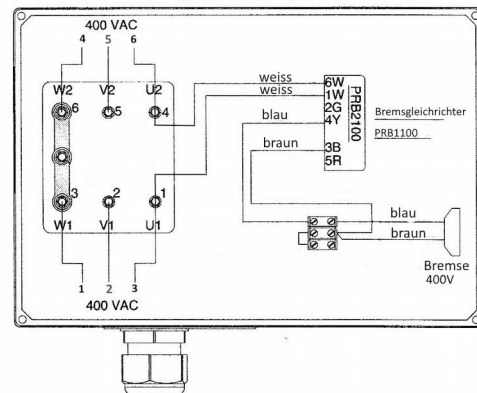 400 VAC
4 5 6
W2 V2 U2
6 5 4
3 2 1
W1 V1 U1
1 2 3
400 VAC
weiss
weiss
blau
braun
6W
1W
2G
4Y
3B
5R
PRB2100
Bremsgleichrichter
PRB1100
blau
braun
Bremse
400V